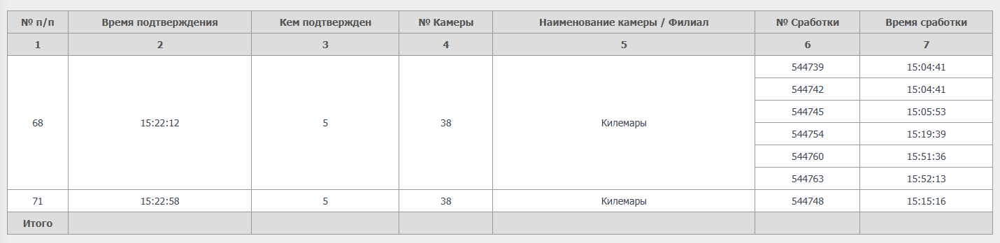 № п/п Время подтверждения Кем подтвержден № Камеры Наименование камеры / Филиал № Сработки Время сработки
1 2 3 4 5 6 7
544739 15:04:41
544742 15:04:41
544745 15:05:53
68 15:22:12 5 38 Килемары
544754 15:19:39
544760 15:51:36
544763 15:52:13
71 15:22:58 5 38 Килемары 544748 15:15:16
Итого